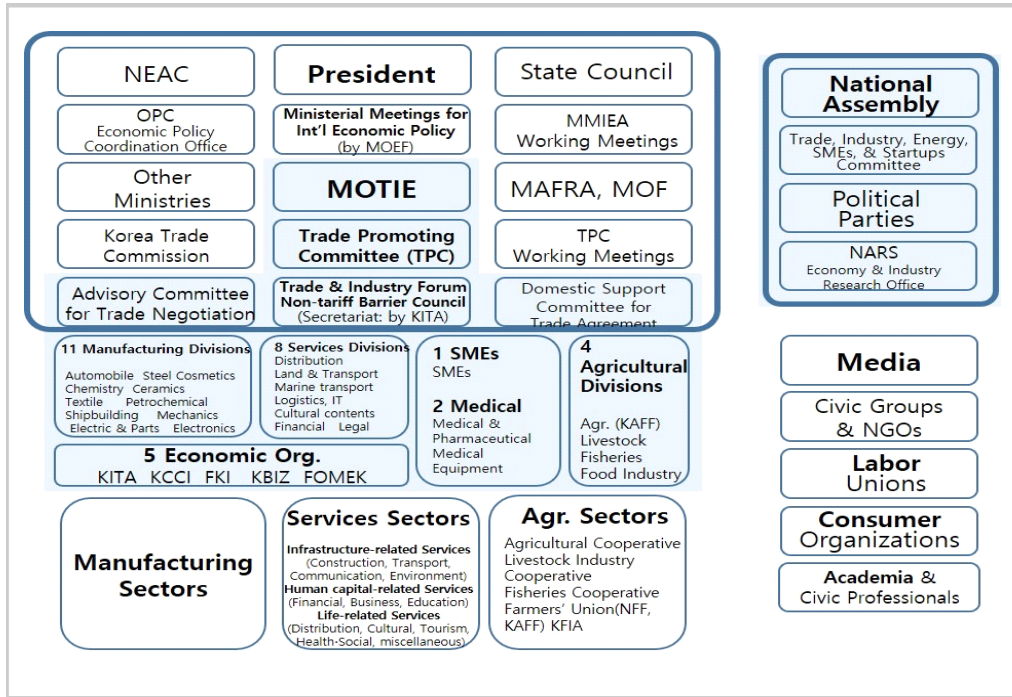 NEAC
President
State Council
OPC
Economic Policy
Coordination Office
Ministerial Meetings for
Int'l Economic Policy
(by MOEF)
MMIEA
Working Meetings
Other
Ministries
MOTIE
MAFRA, MOF
Korea Trade
Commission
Trade Promoting
Committee (TPC)
TPC
Working Meetings
Advisory Committee
for Trade Negotiation
Trade & Industry Forum
Non-tariff Barrier Council
(Secretariat: by KITA)
Domestic Support
Committee for
Trade Agreement
National
Assembly
Trade, Industry, Energy,
SMEs, & Startups
Committee
Political
Parties
NARS
Economy & Industry
Research Office
11 Manufacturing Divisions
Automobile Steel Cosmetics
Chemistry Ceramics
Textile Petrochemical
Shipbuilding Mechanics
Electric & Parts Electronics
8 Services Divisions
Distribution
Land & Transport
Marine transport
Logistics, IT
Cultural contents
Financial Legal
1 SMEs
SMEs
2 Medical
Medical &
Pharmaceutical
Medical
Equipment
4
Agricultural
Divisions
Agr. (KAFF)
Livestock
Fisheries
Food Industry
5 Economic Org.
KITA KCCI FKI KBIZ FOMEK
Manufacturing
Sectors
Services Sectors
Infrastructure-related Services
(Construction, Transport,
Communication, Environment)
Human capital-related Services
(Financial, Business, Education)
Life-related Services
(Distribution, Cultural, Tourism,
Health·Social, miscellaneous)
Agr. Sectors
Agricultural Cooperative
Livestock Industry
Cooperative
Fisheries Cooperative
Farmers' Union(NFF,
KAFF) KFIA
Media
Civic Groups
& NGOs
Labor
Unions
Consumer
Organizations
Academia &
Civic Professionals